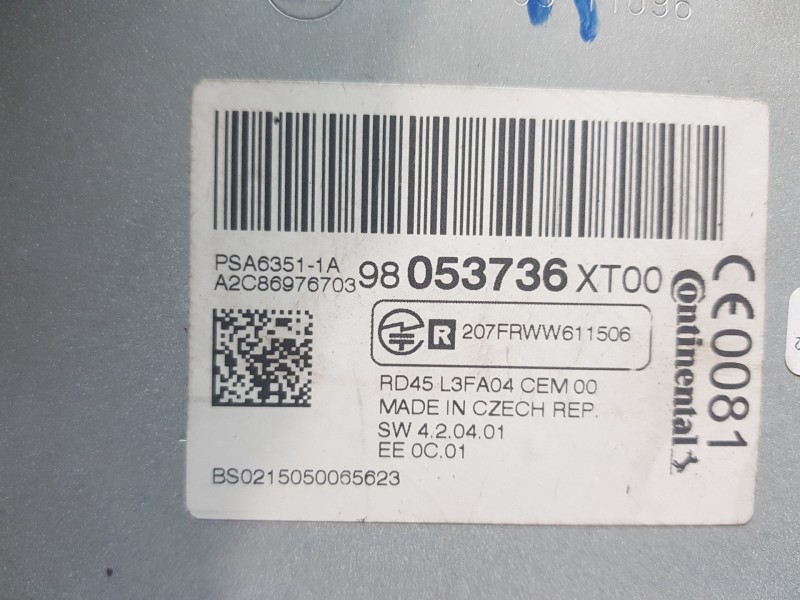 11096
PSA6351-1A
A2C86976703
98 053736 XT00
R 207FRWW611506
RD45 L3FA04 CEM 00
MADE IN CZECH REP.
SW 4.2.04.01
EE 0C.01
BS0215050065623
Continental
CE0081